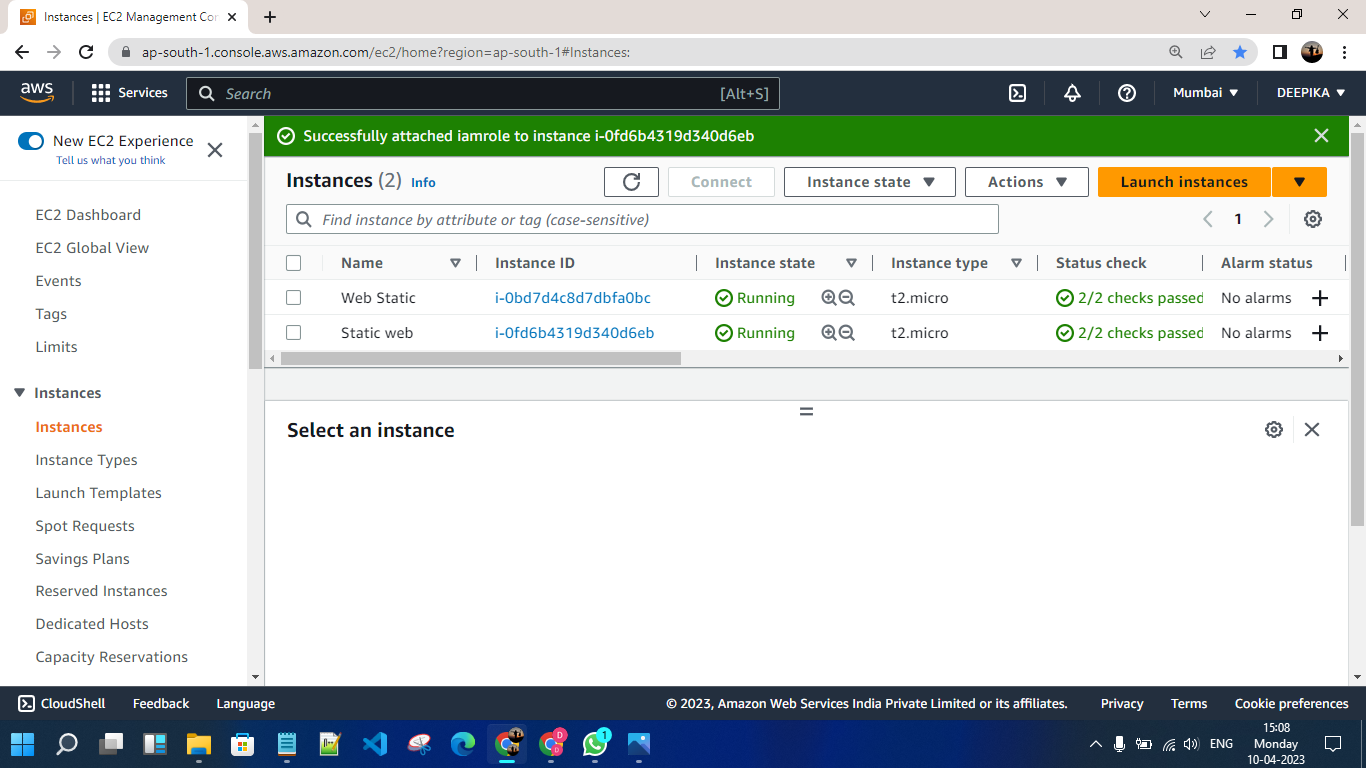 Instances | EC2 Management Con
ap-south-1.console.aws.amazon.com/ec2/home?region=ap-south-1#Instances:
aws Services Search [Alt+S] Mumbai DEEPIKA
New EC2 Experience
Tell us what you think
EC2 Dashboard
EC2 Global View
Events
Tags
Limits
Instances
Instances
Instance Types
Launch Templates
Spot Requests
Savings Plans
Reserved Instances
Dedicated Hosts
Capacity Reservations
Successfully attached iamrole to instance i-0fd6b4319d340d6eb
Instances (2) Info Connect Instance state Actions Launch instances
Find instance by attribute or tag (case-sensitive) 1
Name Instance ID Instance state Instance type Status check Alarm status
Web Static i-0bd7d4c8d7dbfa0bc Running t2.micro 2/2 checks passed No alarms
Static web i-0fd6b4319d340d6eb Running t2.micro 2/2 checks passed No alarms
Select an instance
CloudShell Feedback Language © 2023, Amazon Web Services India Private Limited or its affiliates. Privacy Terms Cookie preferences
D
D
1
ENG
15:08
Monday
10-04-2023